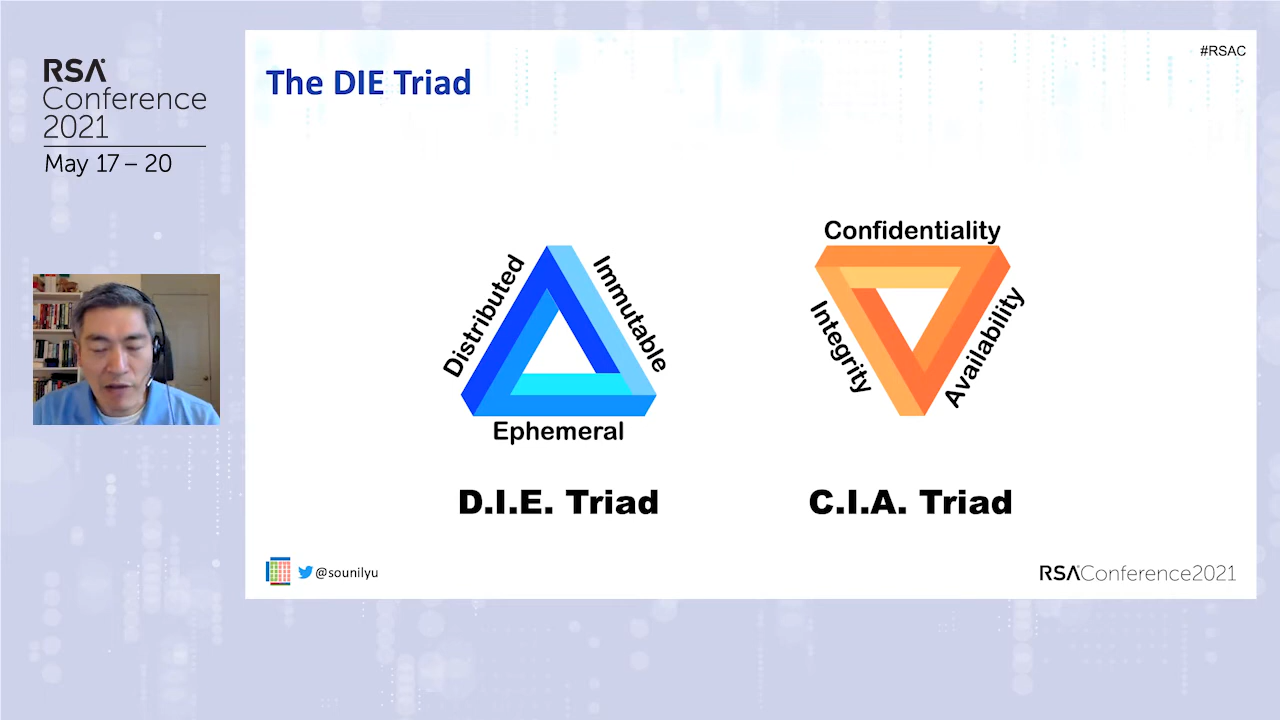 RSA
Conference
2021
May 17 – 20
#RSAC
The DIE Triad
Distributed
Immutable
Ephemeral
D.I.E. Triad
Confidentiality
Integrity
Availability
C.I.A. Triad
@sounilyu
RSAConference2021